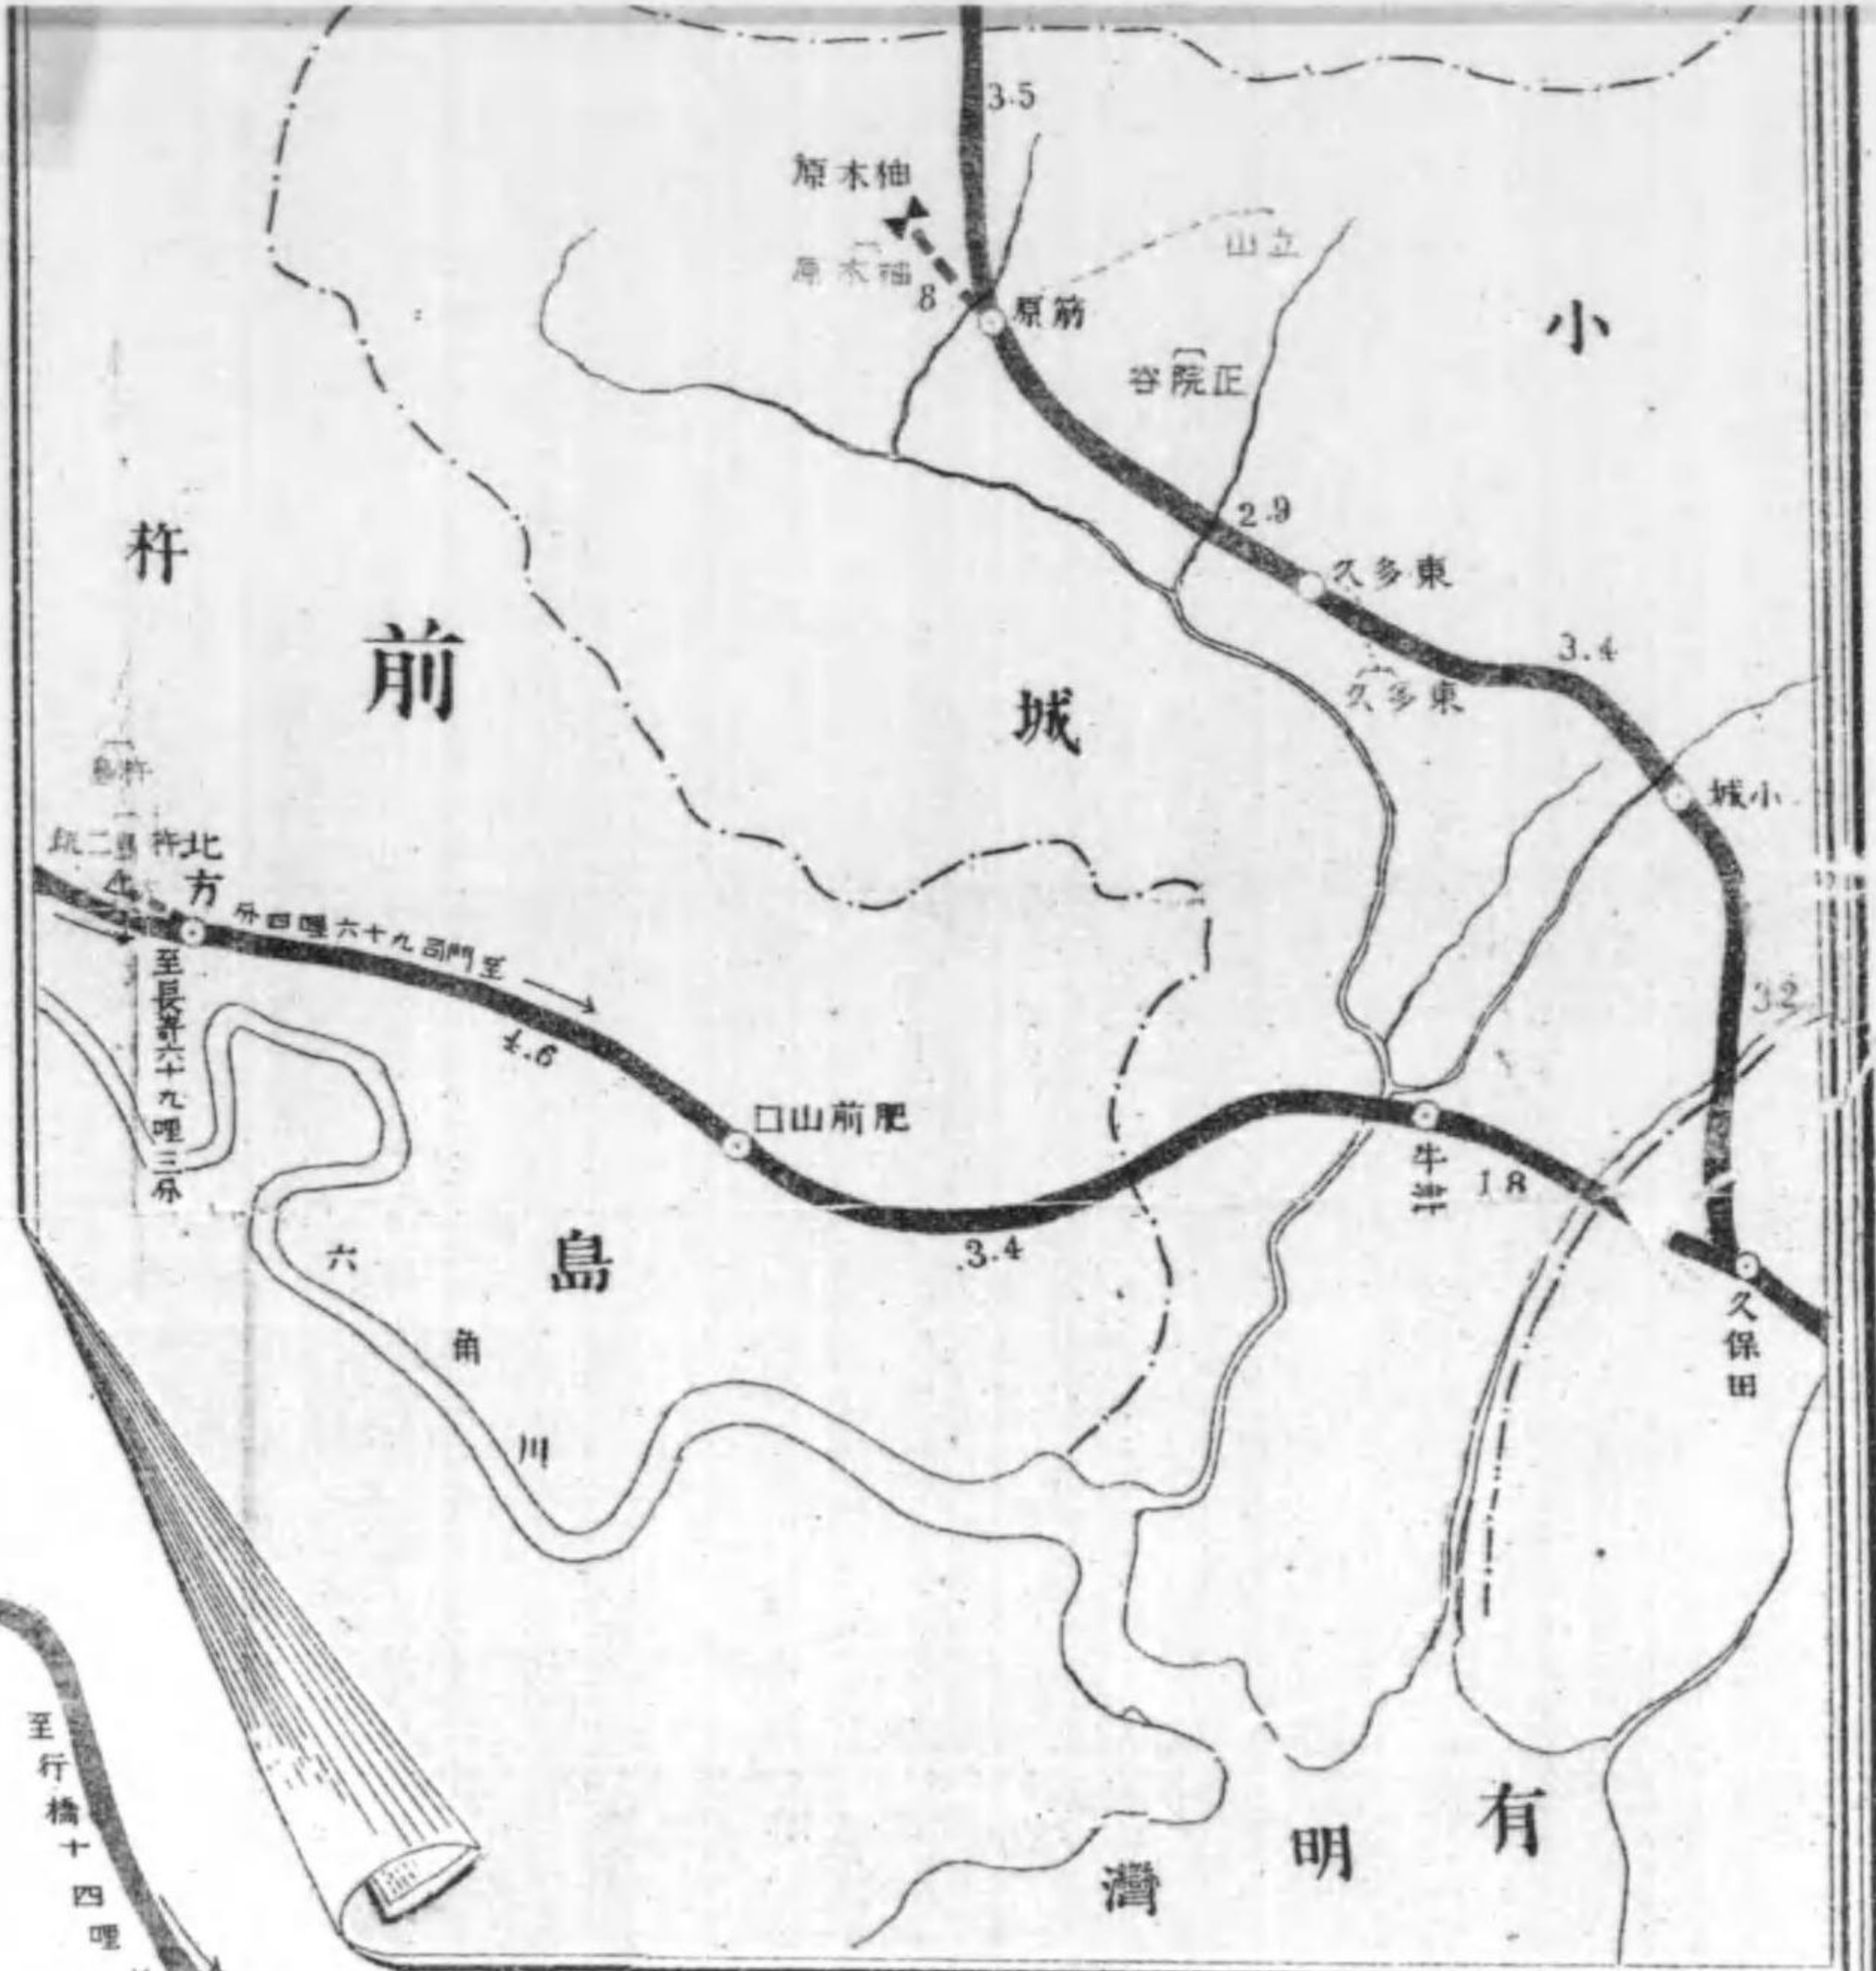 3.5
原木柚
原木柚
8
原筋
山立
小
谷院正
2.9
久多東
久多東
3.4
杵
前
城
城小
北方
分四哩六十九司門至
至長崎六十九哩三分
口山前肥
3.2
牛津
1.8
3.4
島
久保田
六角川
有明灣
至行橋十四哩